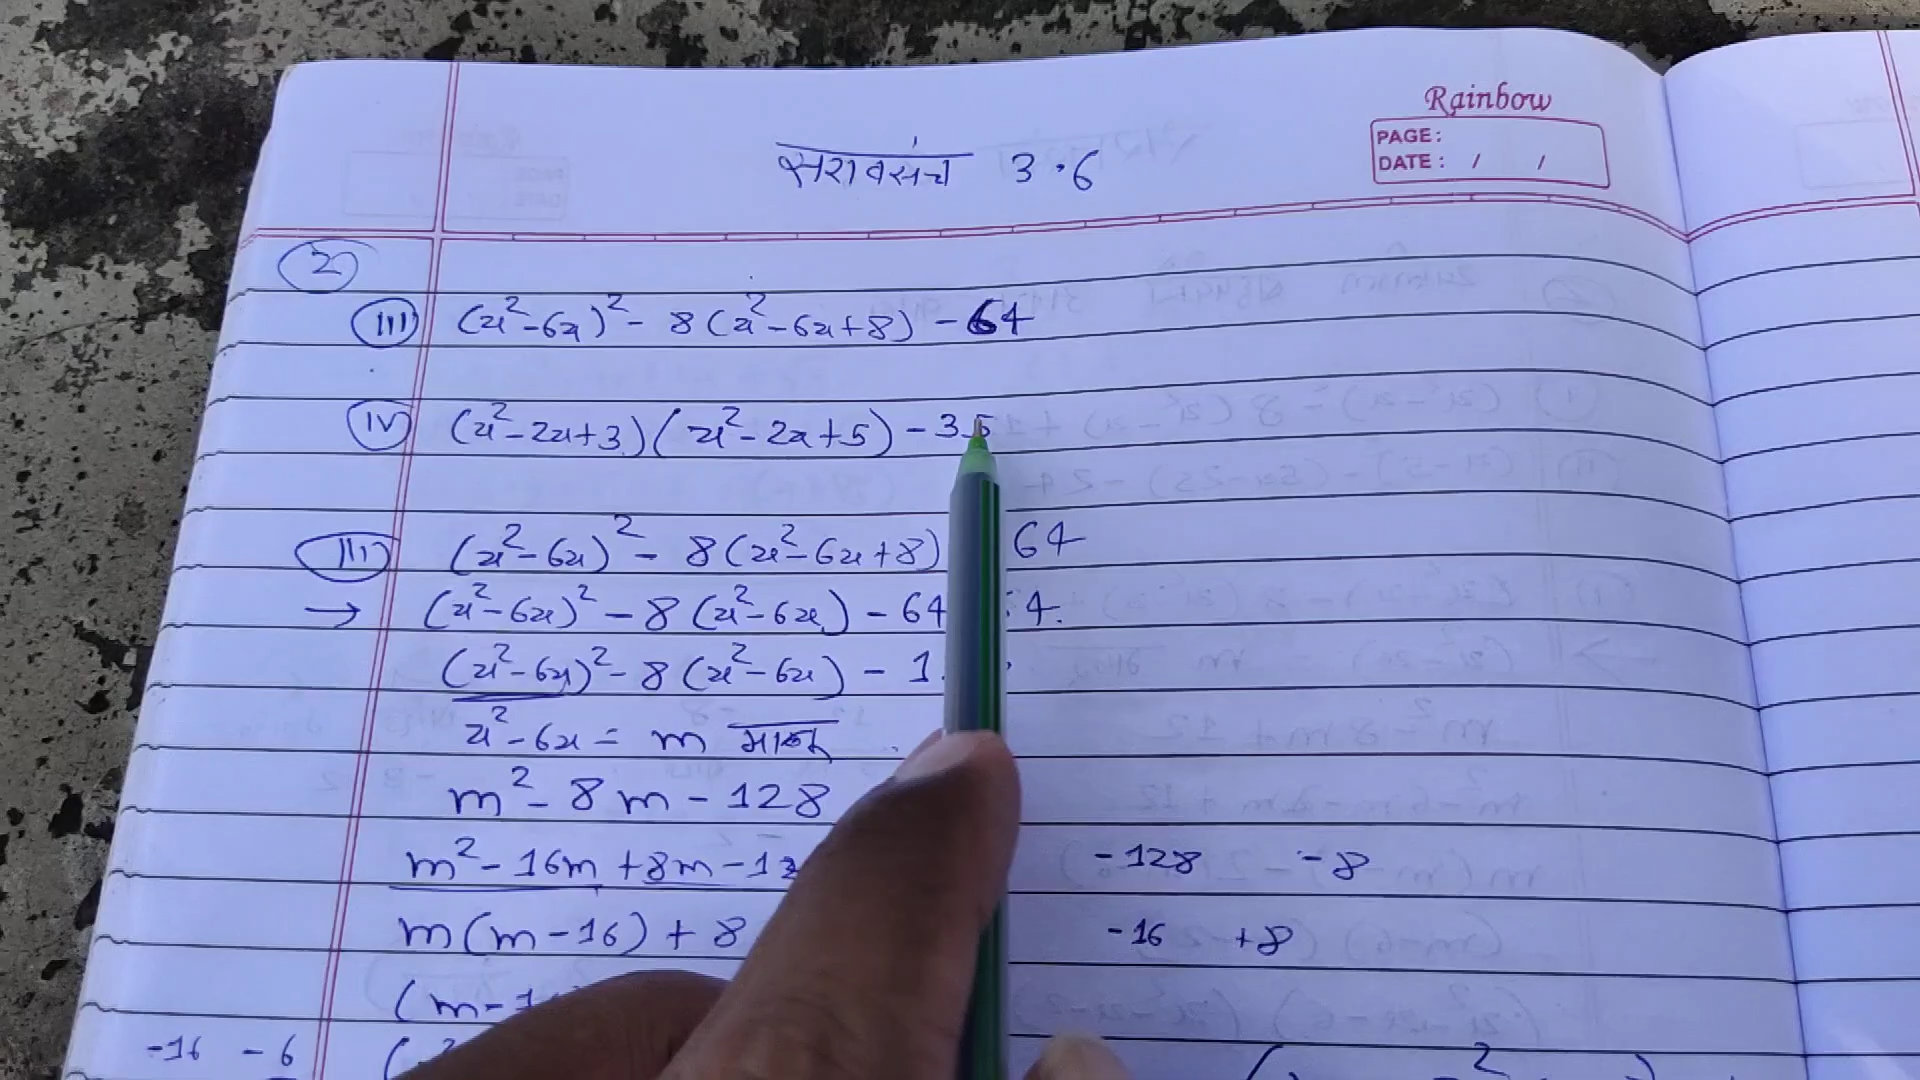 Rainbow
PAGE:
DATE: / /
सरावसंच 3.6
2
III) (x²-6x)² - 8(x²-6x+8) - 64
IV) (x²-2x+3)(x²-2x+5) - 35
III) (x²-6x)² - 8(x²-6x+8) 64
→ (x²-6x)² - 8(x²-6x) - 64 4.
(x²-6x)² - 8(x²-6x) - 1
x²-6x = m मानू
m² - 8m - 128
m² - 16m + 8m - 12
-128 -8
m(m-16) + 8
-16 +8
(m-1
-16 -6